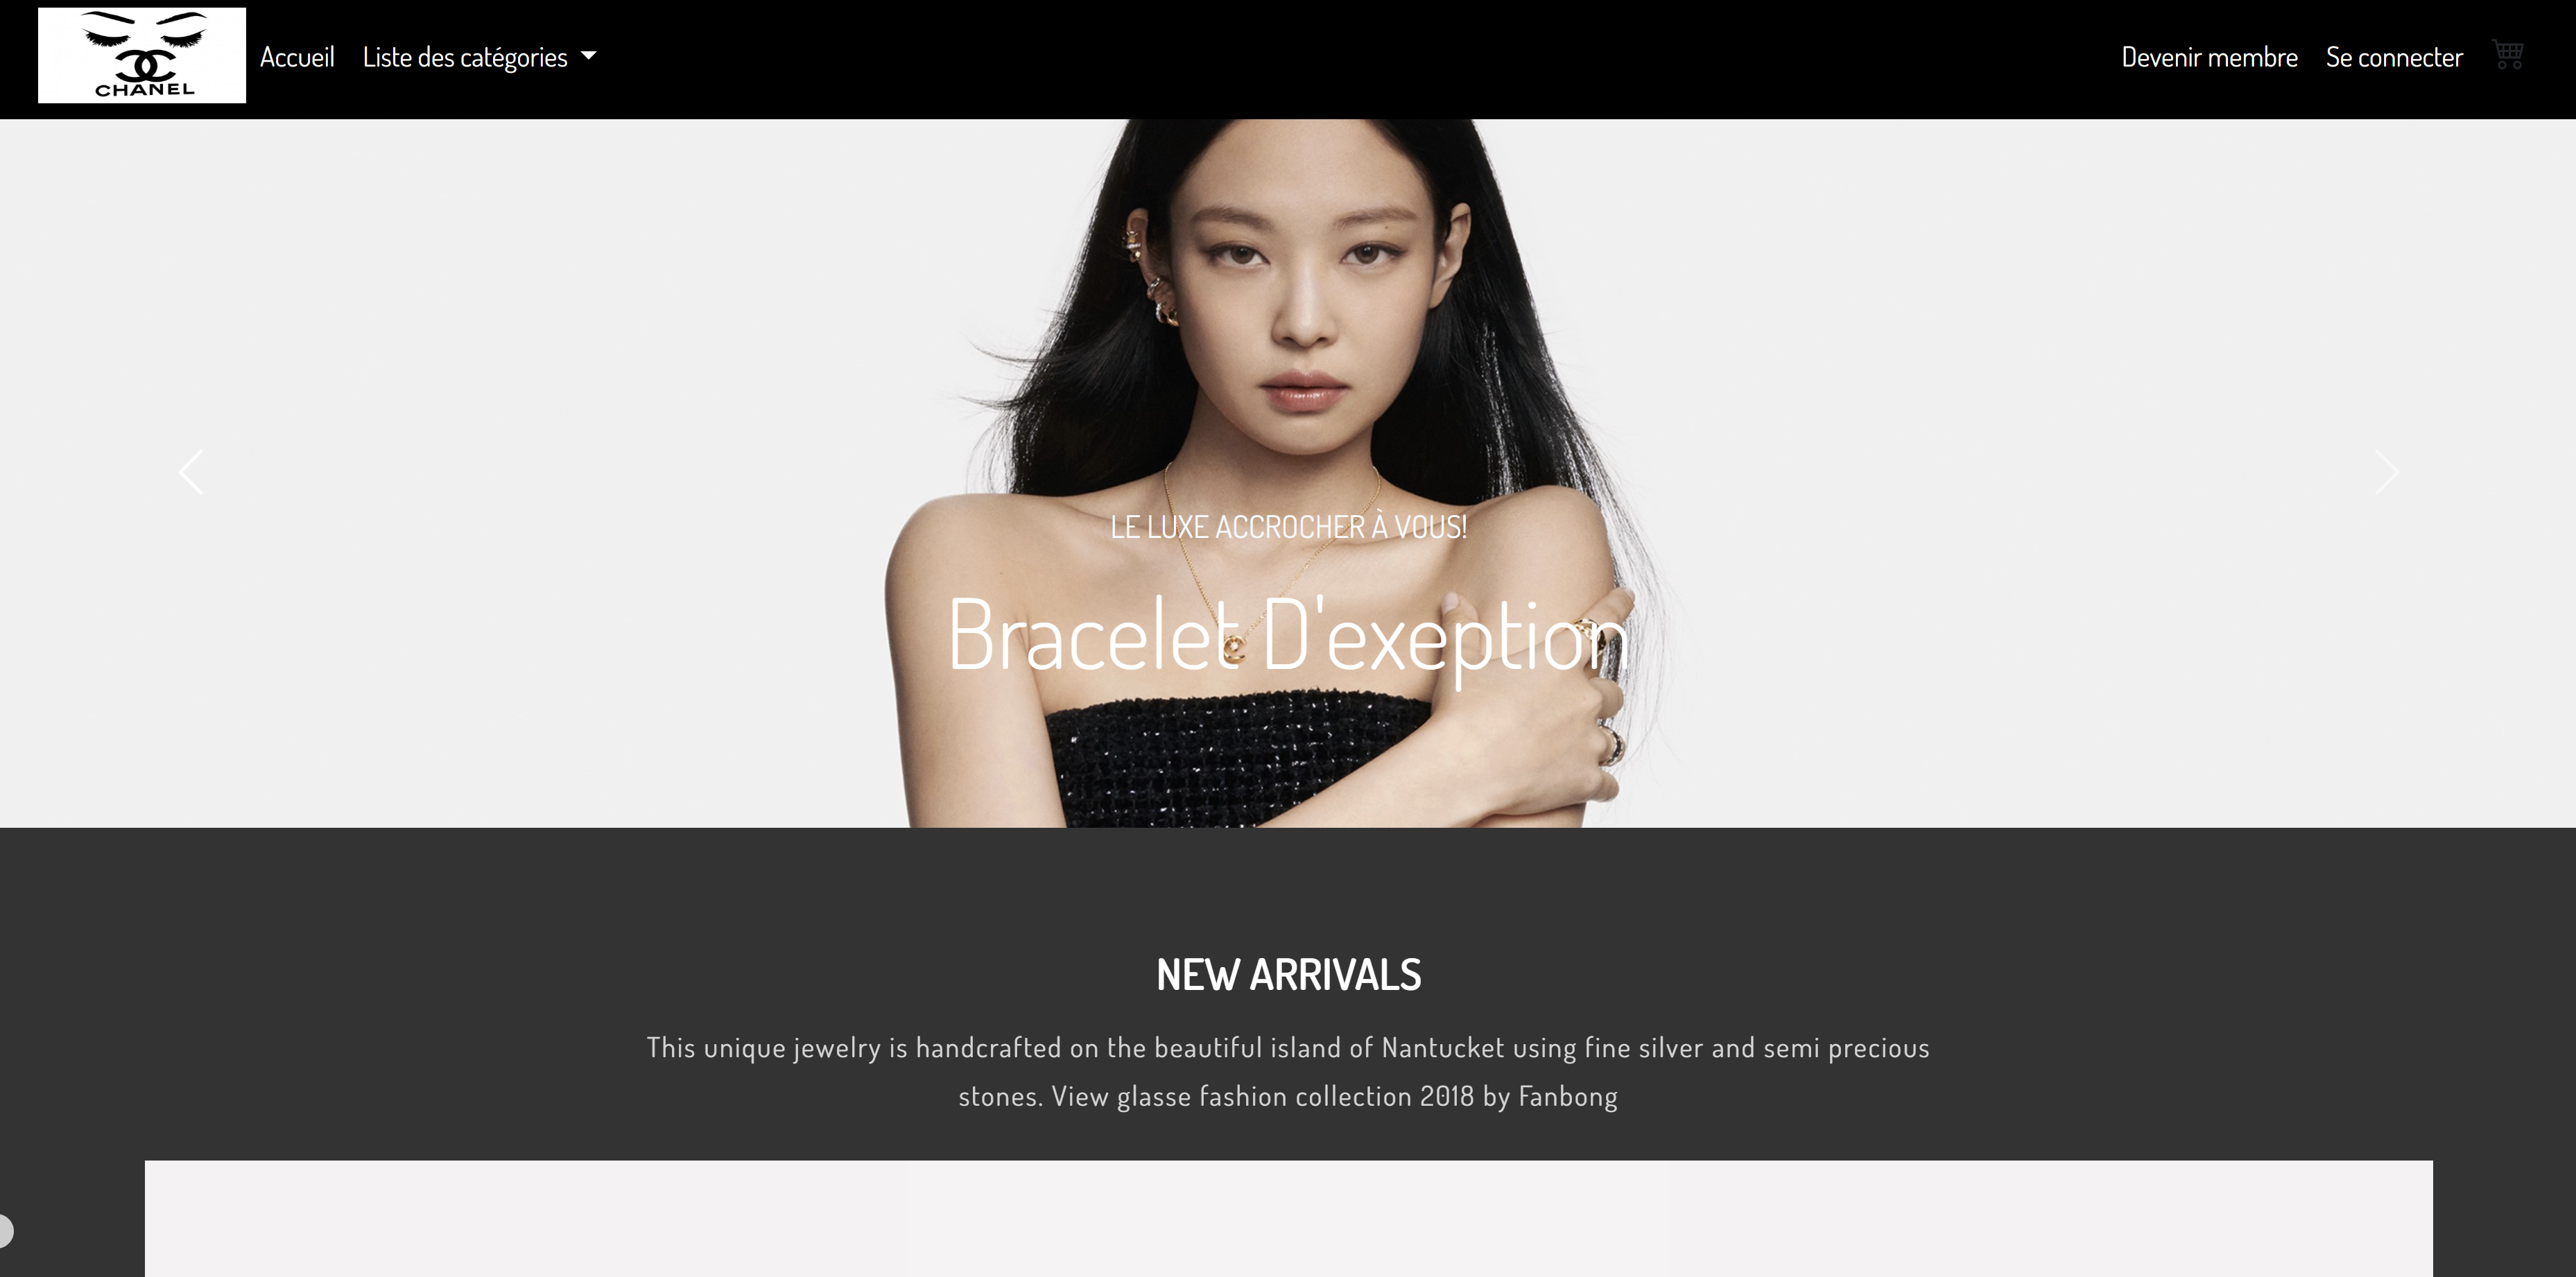 CHANEL
Accueil
Liste des catégories
Devenir membre
Se connecter
LE LUXE ACCROCHER À VOUS!
Bracelet D'exeption
NEW ARRIVALS
This unique jewelry is handcrafted on the beautiful island of Nantucket using fine silver and semi precious
stones. View glasse fashion collection 2018 by Fanbong